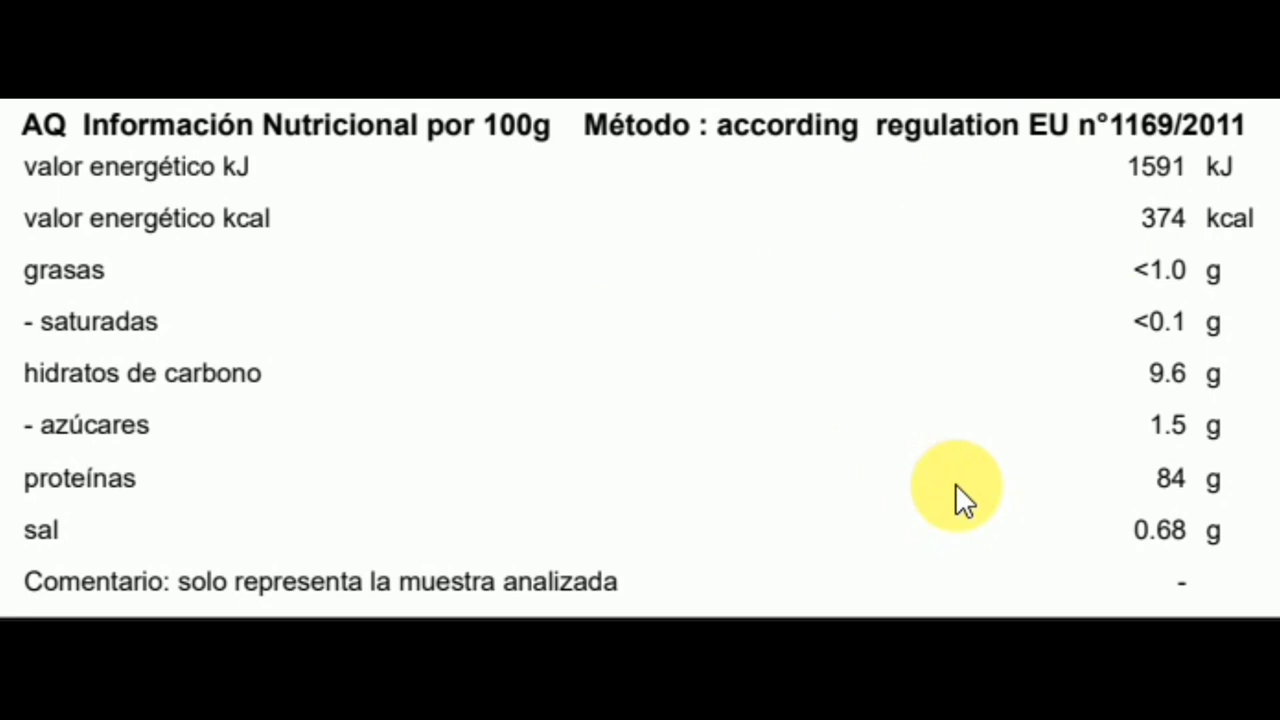 AQ Información Nutricional por 100g Método : according regulation EU n°1169/2011
valor energético kJ 1591 kJ
valor energético kcal 374 kcal
grasas <1.0 g
- saturadas <0.1 g
hidratos de carbono 9.6 g
- azúcares 1.5 g
proteínas 84 g
sal 0.68 g
Comentario: solo representa la muestra analizada -